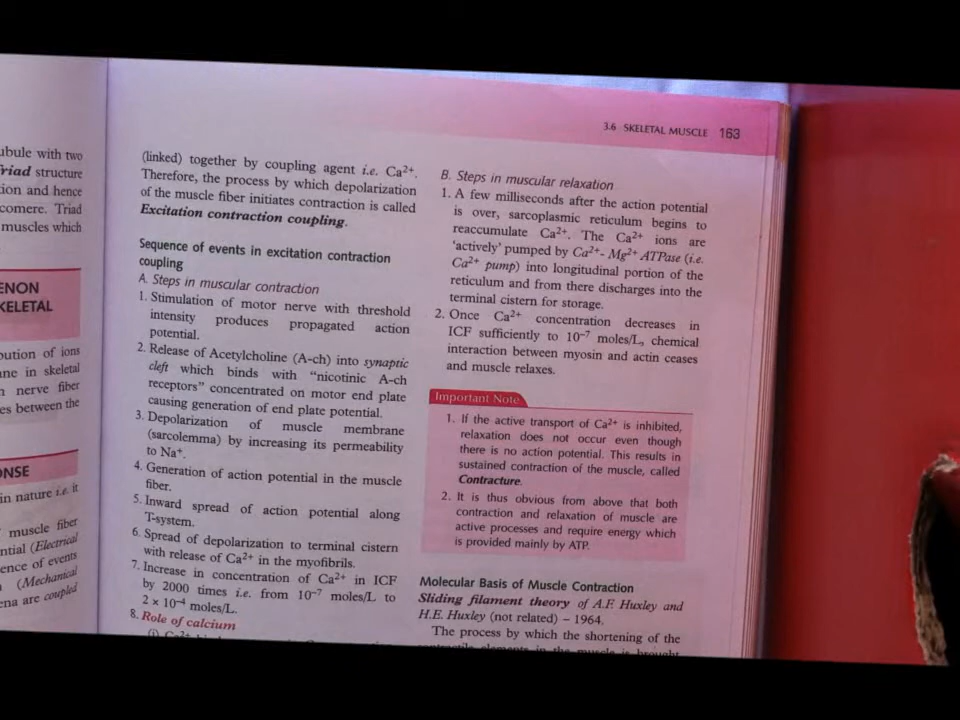 3.6 SKELETAL MUSCLE 163
ubule with two
Triad structure
tion and hence
comere. Triad
muscles which
ENON
KELETAL
bution of ions
ane in skeletal
n nerve fiber
es between the
ONSE
in nature i.e. it
muscle fiber
ntial (Electrical
ence of events
(Mechanical
ena are coupled
(linked) together by coupling agent i.e. Ca²⁺.
Therefore, the process by which depolarization
of the muscle fiber initiates contraction is called
Excitation contraction coupling.
Sequence of events in excitation contraction
coupling
A. Steps in muscular contraction
1. Stimulation of motor nerve with threshold
intensity produces propagated action
potential.
2. Release of Acetylcholine (A-ch) into synaptic
cleft which binds with “nicotinic A-ch
receptors” concentrated on motor end plate
causing generation of end plate potential.
3. Depolarization of muscle membrane
(sarcolemma) by increasing its permeability
to Na⁺.
4. Generation of action potential in the muscle
fiber.
5. Inward spread of action potential along
T-system.
6. Spread of depolarization to terminal cistern
with release of Ca²⁺ in the myofibrils.
7. Increase in concentration of Ca²⁺ in ICF
by 2000 times i.e. from 10⁻⁷ moles/L to
2 x 10⁻⁴ moles/L.
8. Role of calcium
B. Steps in muscular relaxation
1. A few milliseconds after the action potential
is over, sarcoplasmic reticulum begins to
reaccumulate Ca²⁺. The Ca²⁺ ions are
‘actively’ pumped by Ca²⁺- Mg²⁺ ATPase (i.e.
Ca²⁺ pump) into longitudinal portion of the
reticulum and from there discharges into the
terminal cistern for storage.
2. Once Ca²⁺ concentration decreases in
ICF sufficiently to 10⁻⁷ moles/L, chemical
interaction between myosin and actin ceases
and muscle relaxes.
Important Note
1. If the active transport of Ca²⁺ is inhibited,
relaxation does not occur even though
there is no action potential. This results in
sustained contraction of the muscle, called
Contracture.
2. It is thus obvious from above that both
contraction and relaxation of muscle are
active processes and require energy which
is provided mainly by ATP.
Molecular Basis of Muscle Contraction
Sliding filament theory of A.F. Huxley and
H.E. Huxley (not related) – 1964.
The process by which the shortening of the
contractile elements in the muscle is brought